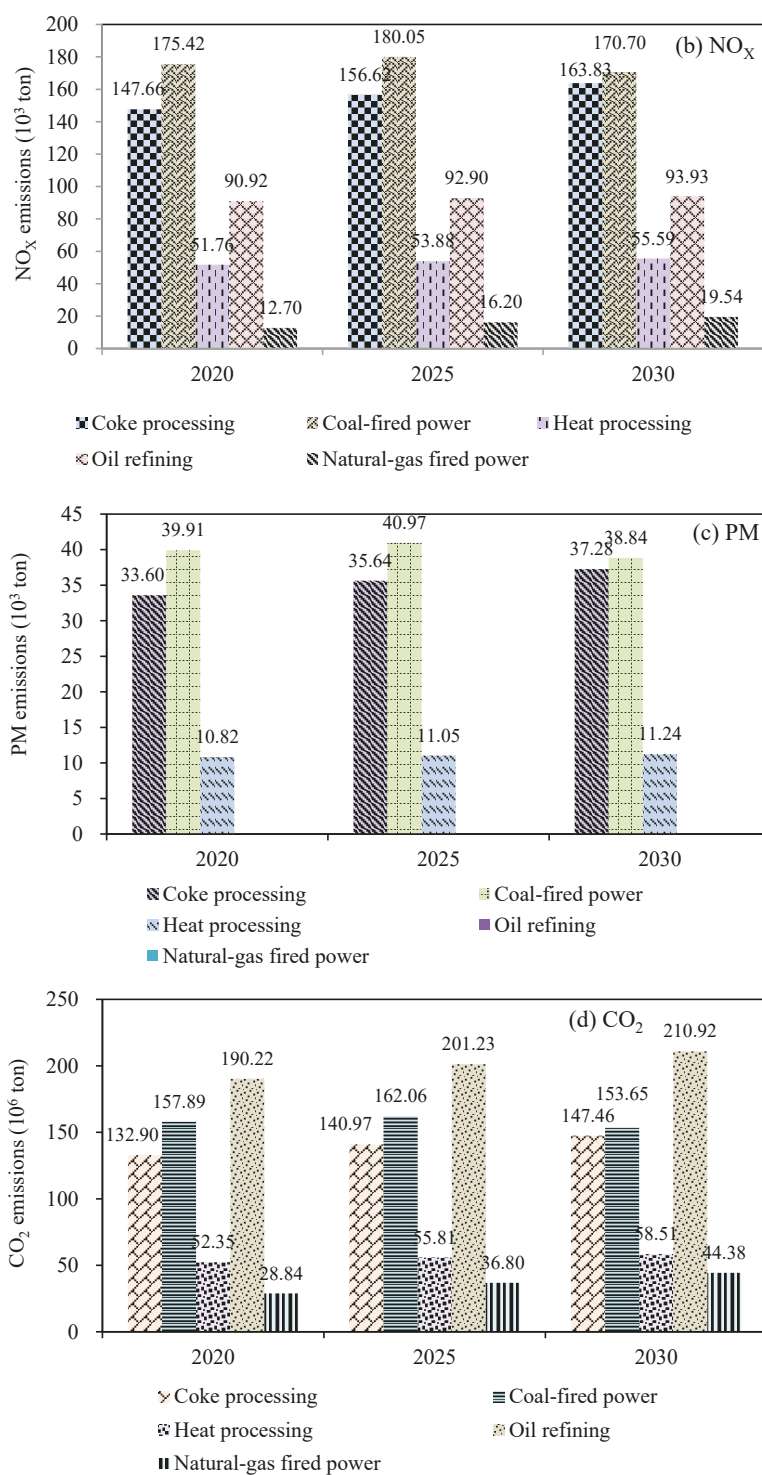 (b) NOX
NOX emissions (10³ ton)
200
180
160
140
120
100
80
60
40
20
0
147.66 175.42 51.76 90.92 12.70
156.62 180.05 53.88 92.90 16.20
163.83 170.70 55.59 93.93 19.54
2020 2025 2030
Coke processing Coal-fired power Heat processing
Oil refining Natural-gas fired power
(c) PM
PM emissions (10³ ton)
45
40
35
30
25
20
15
10
5
0
33.60 39.91 10.82
35.64 40.97 11.05
37.28 38.84 11.24
2020 2025 2030
Coke processing Coal-fired power
Heat processing Oil refining
Natural-gas fired power
(d) CO2
CO2 emissions (10⁶ ton)
250
200
150
100
50
0
132.90 157.89 52.35 190.22 28.84
140.97 162.06 55.81 201.23 36.80
147.46 153.65 58.51 210.92 44.38
2020 2025 2030
Coke processing Coal-fired power
Heat processing Oil refining
Natural-gas fired power